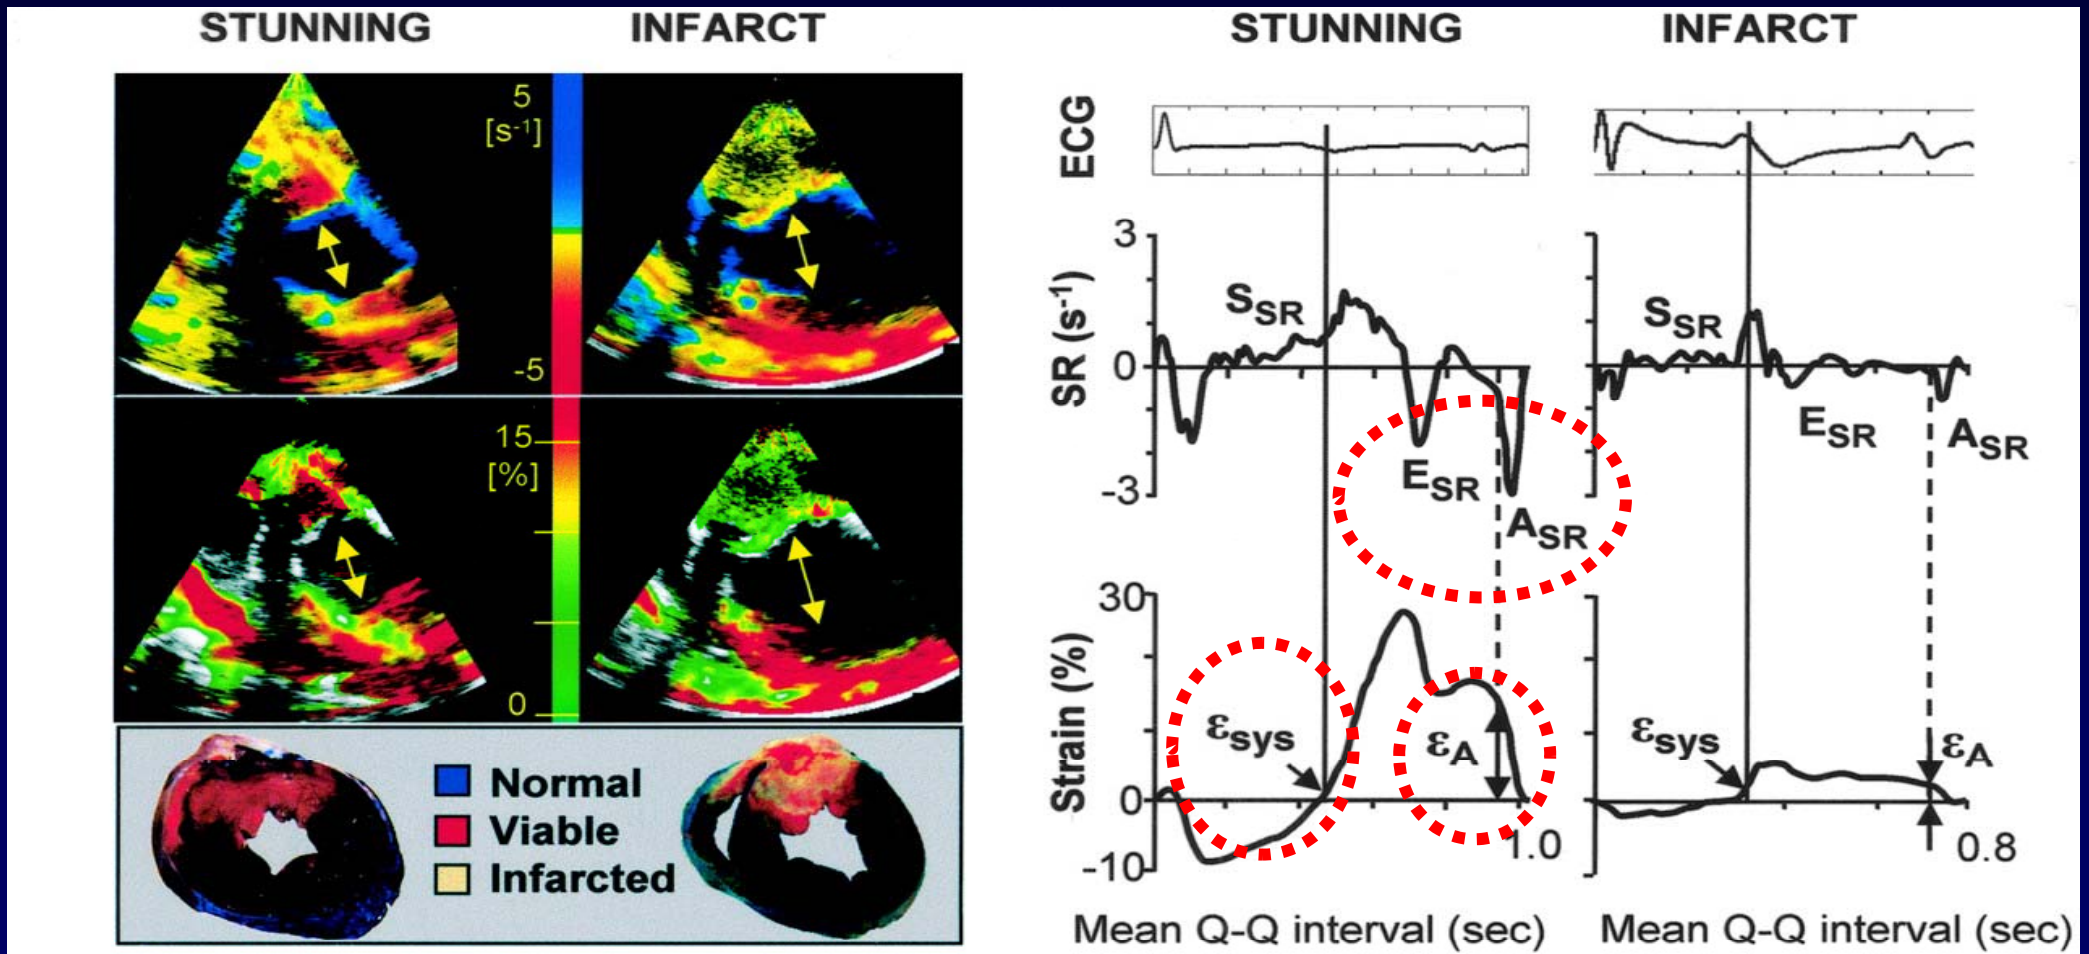 STUNNING
INFARCT
5
[s-1]
-5
15
[%]
0
Normal
Viable
Infarcted
STUNNING
INFARCT
ECG
SR (s-1)
3
0
-3
SSR
ESR
ASR
SSR
ESR
ASR
Strain (%)
30
0
-10
εsys
εA
1.0
εsys
εA
0.8
Mean Q-Q interval (sec)
Mean Q-Q interval (sec)